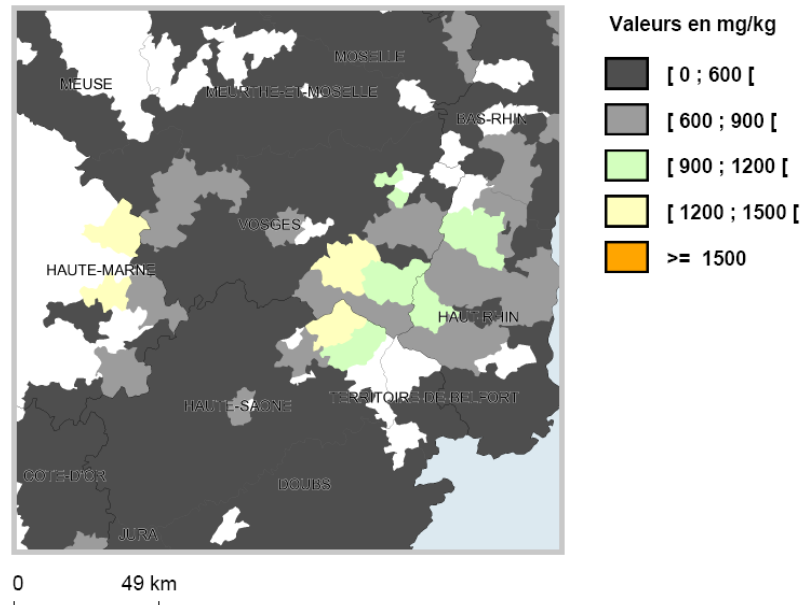 Valeurs en mg/kg
[ 0 ; 600 [
[ 600 ; 900 [
[ 900 ; 1200 [
[ 1200 ; 1500 [
>= 1500
MOSELLE
MEUSE
MEURTHE-ET-MOSELLE
BAS-RHIN
VOSGES
HAUTE-MARNE
HAUT-RHIN
HAUTE-SAONE
TERRITOIRE-DE-BELFORT
COTE-D'OR
DOUBS
JURA
0 49 km